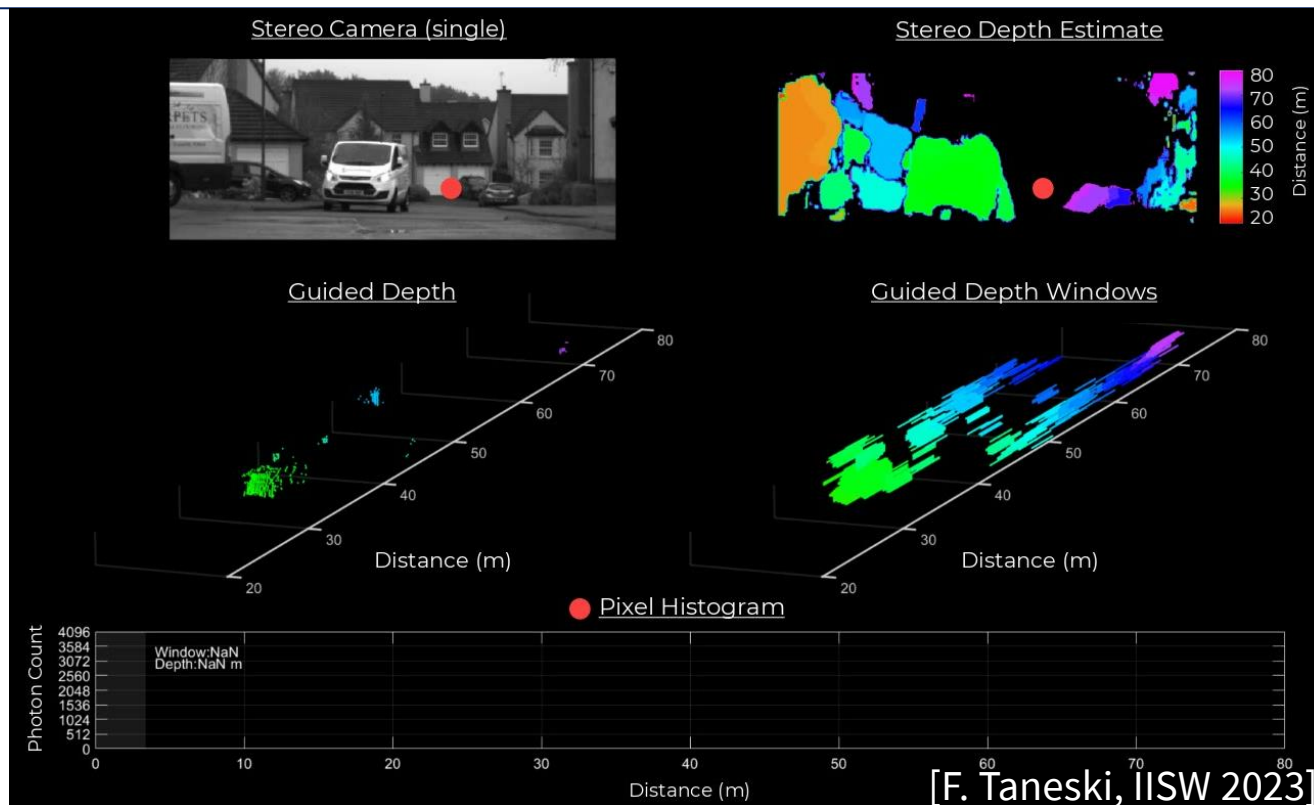 Stereo Camera (single)
Stereo Depth Estimate
PETS
80
70
60
50
40
30
20
Distance (m)
Guided Depth
80
70
60
50
40
30
20
Distance (m)
Guided Depth Windows
80
70
60
50
40
30
20
Distance (m)
Pixel Histogram
Photon Count
4096
3584
3072
2560
2048
1536
1024
512
0
Window:NaN
Depth:NaN m
0 10 20 30 40 50 60 70 80
Distance (m)
[F. Taneski, IISW 2023]